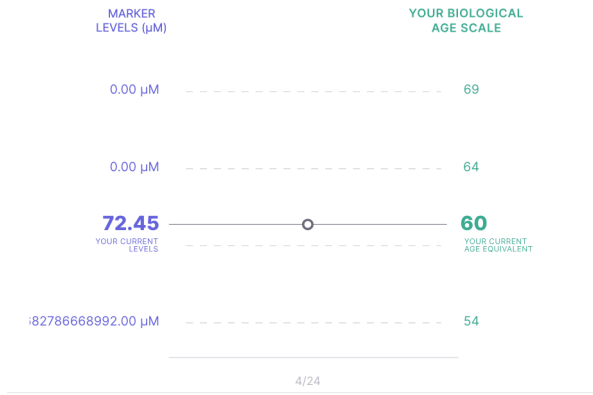 MARKER
LEVELS (μM)
YOUR BIOLOGICAL
AGE SCALE
0.00 μM
69
0.00 μM
64
72.45
60
YOUR CURRENT
LEVELS
YOUR CURRENT
AGE EQUIVALENT
82786668992.00 μM
54
4/24